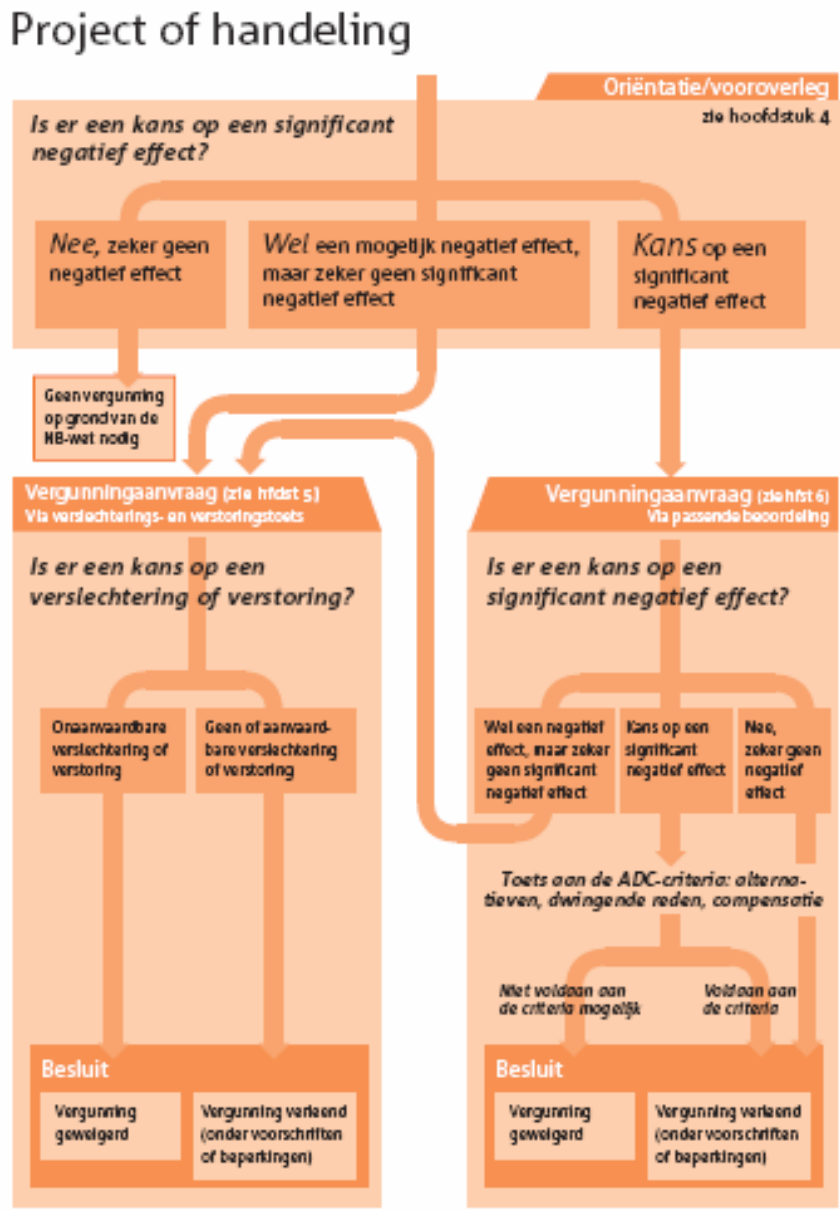 Project of handeling
Oriëntatie/vooroverleg
zie hoofdstuk 4
Is er een kans op een significant
negatief effect?
Nee, zeker geen
negatief effect
Wel een mogelijk negatief effect,
maar zeker geen significant
negatief effect
Kans op een
significant
negatief effect
Geen vergunning
op grond van de
NB-wet nodig
Vergunningaanvraag (zie hfdst 5)
Via verslechterings- en verstoringstoets
Is er een kans op een
verslechtering of verstoring?
Onaanvaardbare
verslechtering of
verstoring
Geen of aanvaard-
bare verslechtering
of verstoring
Besluit
Vergunning
geweigerd
Vergunning verleend
(onder voorschriften
of beperkingen)
Vergunningaanvraag (zie hfst 6)
Via passende beoordeling
Is er een kans op een
significant negatief effect?
Wel een negatief
effect, maar zeker
geen significant
negatief effect
Kans op een
significant
negatief effect
Nee,
zeker geen
negatief
effect
Toets aan de ADC-criteria: alterna-
tieven, dwingende reden, compensatie
Niet voldaan aan
de criteria mogelijk
Voldaan aan
de criteria
Besluit
Vergunning
geweigerd
Vergunning verleend
(onder voorschriften
of beperkingen)